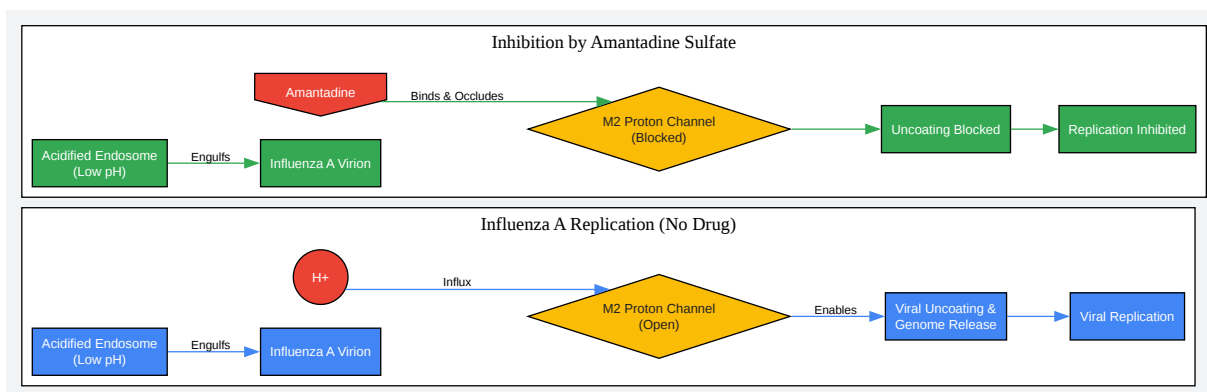 Inhibition by Amantadine Sulfate
Amantadine
Binds & Occludes
M2 Proton Channel
(Blocked)
Uncoating Blocked
Replication Inhibited
Acidified Endosome
(Low pH)
Engulfs
Influenza A Virion
Influenza A Replication (No Drug)
H+
Influx
M2 Proton Channel
(Open)
Enables
Viral Uncoating &
Genome Release
Viral Replication
Acidified Endosome
(Low pH)
Engulfs
Influenza A Virion